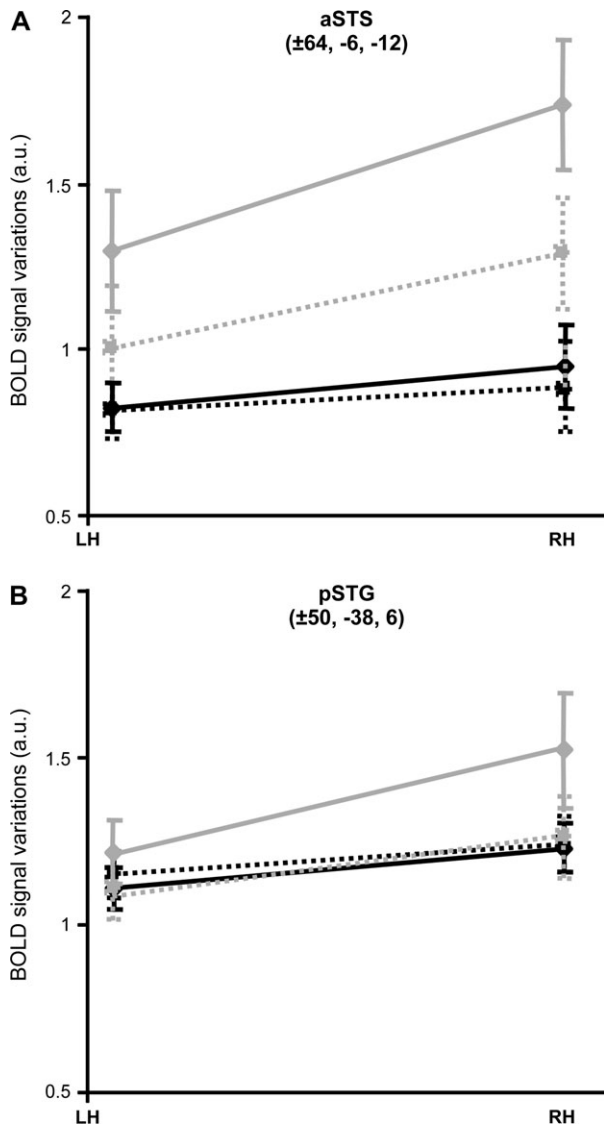 A
aSTS
(±64, -6, -12)
BOLD signal variations (a.u.)
2
1.5
1
0.5
LH
RH
B
pSTG
(±50, -38, 6)
BOLD signal variations (a.u.)
2
1.5
1
0.5
LH
RH